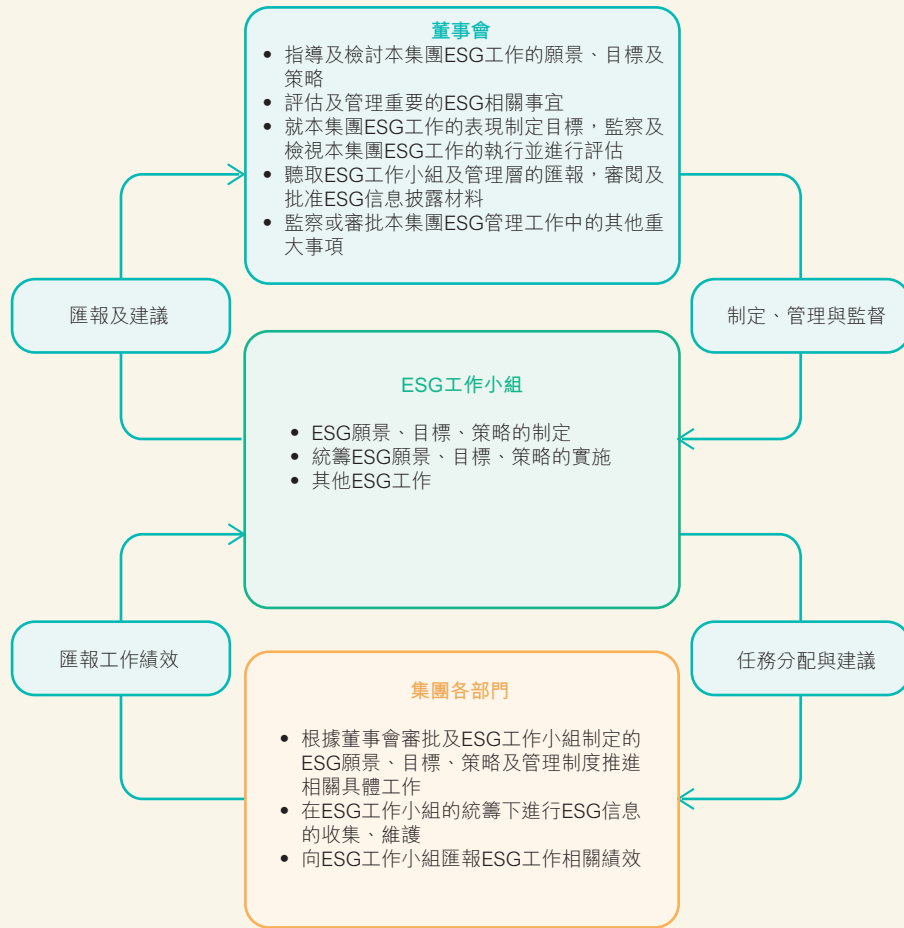 董事會
• 指導及檢討本集團ESG工作的願景、目標及
策略
• 評估及管理重要的ESG相關事宜
• 就本集團ESG工作的表現制定目標，監察及
檢視本集團ESG工作的執行並進行評估
• 聽取ESG工作小組及管理層的匯報，審閱及
批准ESG信息披露材料
• 監察或審批本集團ESG管理工作中的其他重
大事項
匯報及建議
制定、管理與監督
ESG工作小組
• ESG願景、目標、策略的制定
• 統籌ESG願景、目標、策略的實施
• 其他ESG工作
匯報工作績效
任務分配與建議
集團各部門
• 根據董事會審批及ESG工作小組制定的
ESG願景、目標、策略及管理制度推進
相關具體工作
• 在ESG工作小組的統籌下進行ESG信息
的收集、維護
• 向ESG工作小組匯報ESG工作相關績效